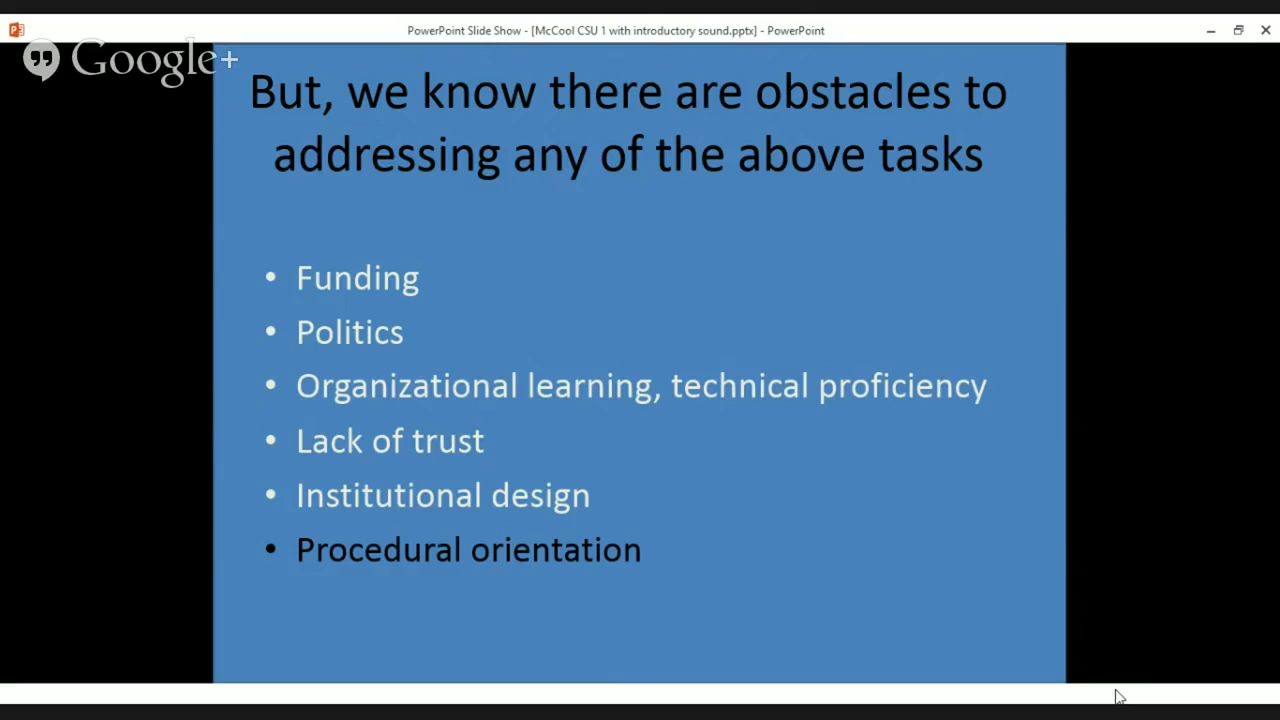 PowerPoint Slide Show - [McCool CSU 1 with introductory sound.pptx] - PowerPoint
Google+
But, we know there are obstacles to
addressing any of the above tasks
• Funding
• Politics
• Organizational learning, technical proficiency
• Lack of trust
• Institutional design
• Procedural orientation